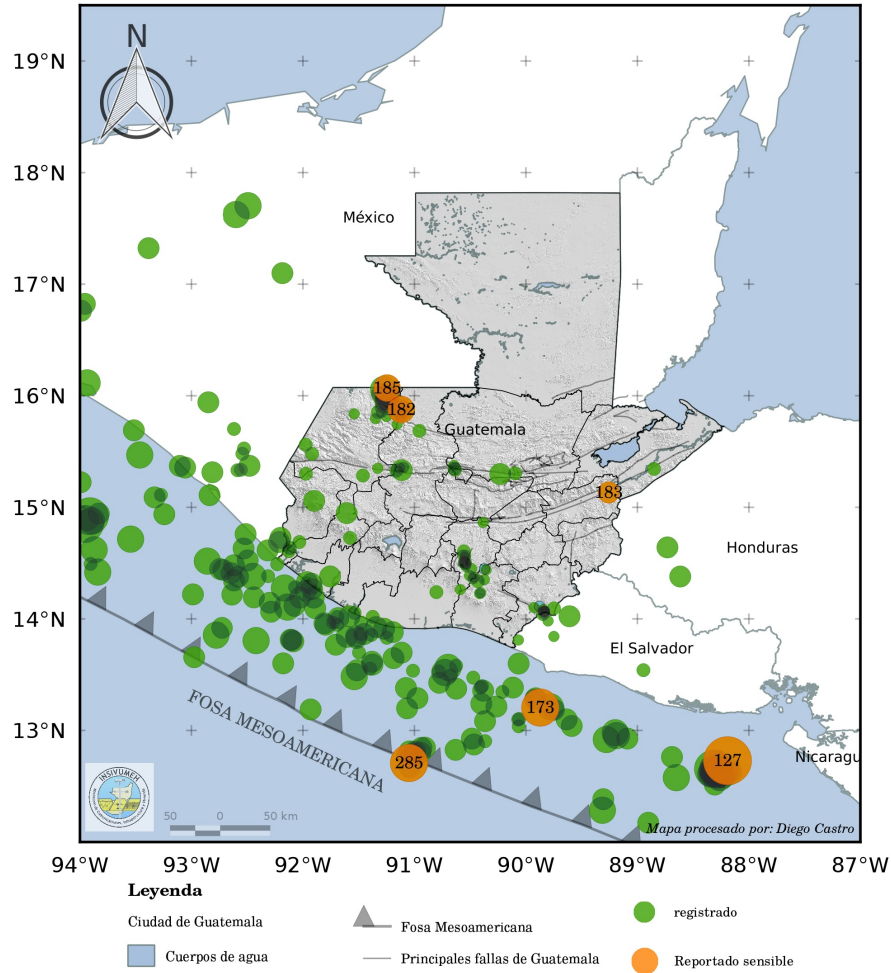 N
19°N
18°N
México
17°N
16°N
185
182
Guatemala
15°N
183
Honduras
14°N
El Salvador
FOSA MESOAMERICANA
173
13°N
285
127
Nicaragu
INSIVUMEH
50 0 50 km
12°N
Mapa procesado por: Diego Castro
94°W 93°W 92°W 91°W 90°W 89°W 88°W 87°W
Leyenda
Ciudad de Guatemala
Fosa Mesoamericana
registrado
Cuerpos de agua
Principales fallas de Guatemala
Reportado sensible